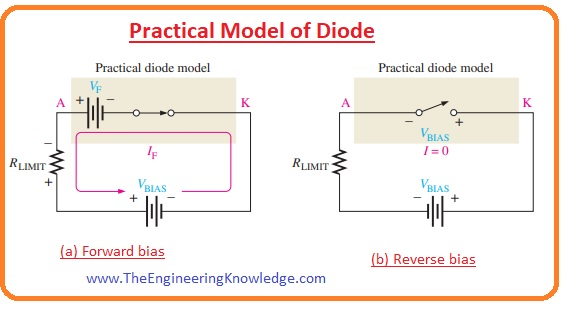 Practical Model of Diode
Practical diode model
V_F
+ −
A K
I_F
−
R_LIMIT
+
V_BIAS
+ −
(a) Forward bias
Practical diode model
A K
− +
V_BIAS
I = 0
R_LIMIT
V_BIAS
− +
(b) Reverse bias
www.TheEngineeringKnowledge.com